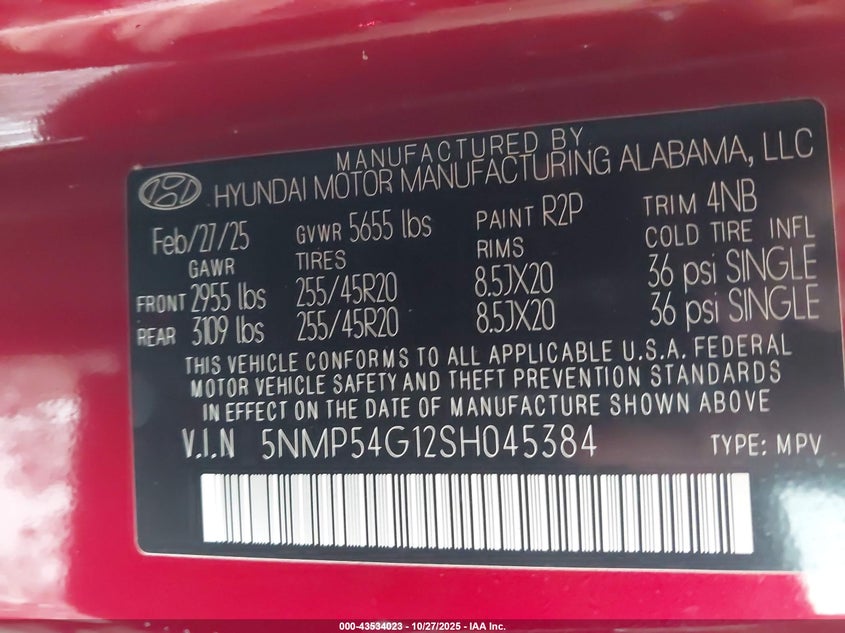 MANUFACTURED BY
HYUNDAI MOTOR MANUFACTURING ALABAMA, LLC
Feb/27/25 GVWR 5655 lbs PAINT R2P TRIM 4NB
GAWR TIRES RIMS COLD TIRE INFL
FRONT 2955 lbs 255/45R20 8.5JX20 36 psi SINGLE
REAR 3109 lbs 255/45R20 8.5JX20 36 psi SINGLE
THIS VEHICLE CONFORMS TO ALL APPLICABLE U.S.A. FEDERAL
MOTOR VEHICLE SAFETY AND THEFT PREVENTION STANDARDS
IN EFFECT ON THE DATE OF MANUFACTURE SHOWN ABOVE
V.I.N 5NMP54G12SH045384 TYPE: MPV
000-43534023 - 10/27/2025 - IAA Inc.